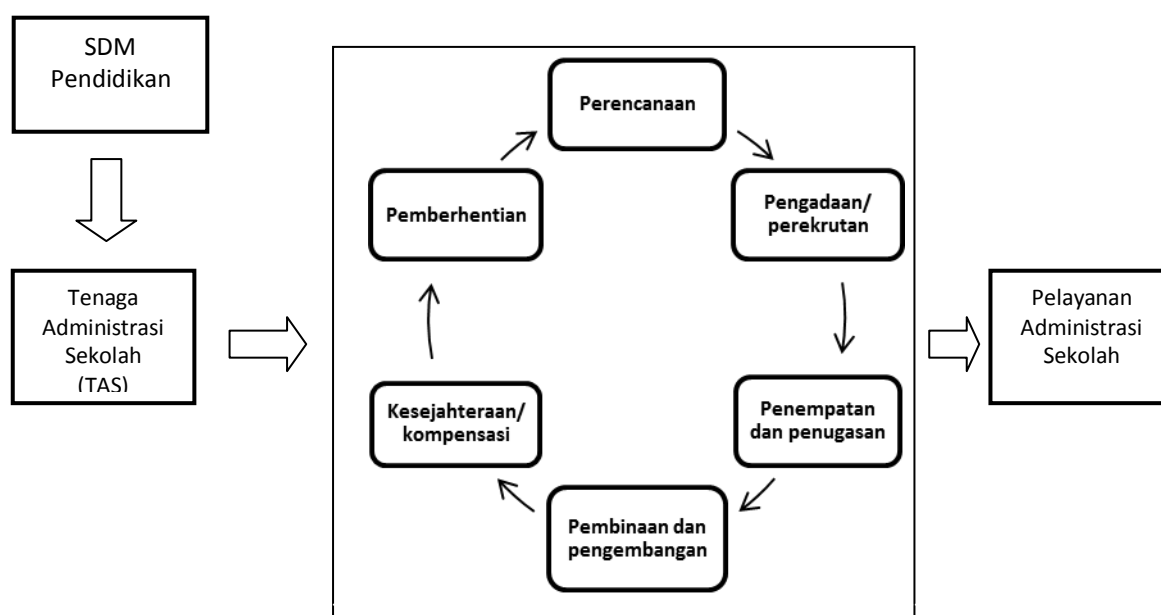 SDM
Pendidikan
Tenaga
Administrasi
Sekolah
(TAS)
Perencanaan
Pengadaan/
perekrutan
Penempatan
dan penugasan
Pembinaan dan
pengembangan
Kesejahteraan/
kompensasi
Pemberhentian
Pelayanan
Administrasi
Sekolah